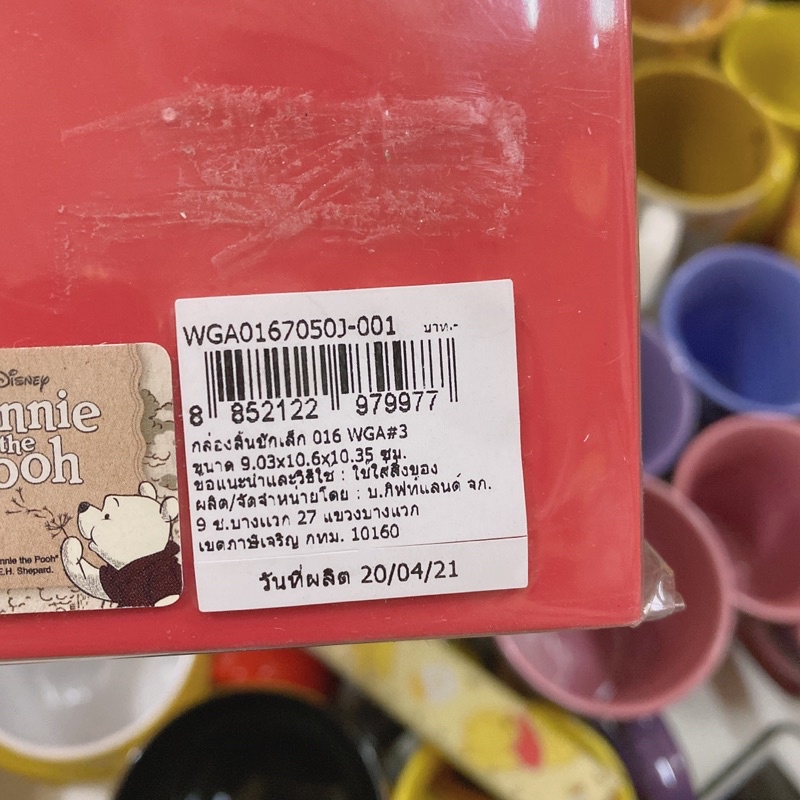 WGA0167050J-001 บาท.-
8 852122 979977
กล่องลิ้นชักเล็ก 016 WGA#3
ขนาด 9.03x10.6x10.35 ซม.
ข้อแนะนำและวิธีใช้ : ใช้ใส่สิ่งของ
ผลิต/จัดจำหน่ายโดย : บ.กิฟท์แลนด์ จก.
9 ซ.บางแวก 27 แขวงบางแวก
เขตภาษีเจริญ กทม. 10160
วันที่ผลิต 20/04/21
Disney
nnie
the
ooh
nnie the Pooh"
E.H. Shepard.